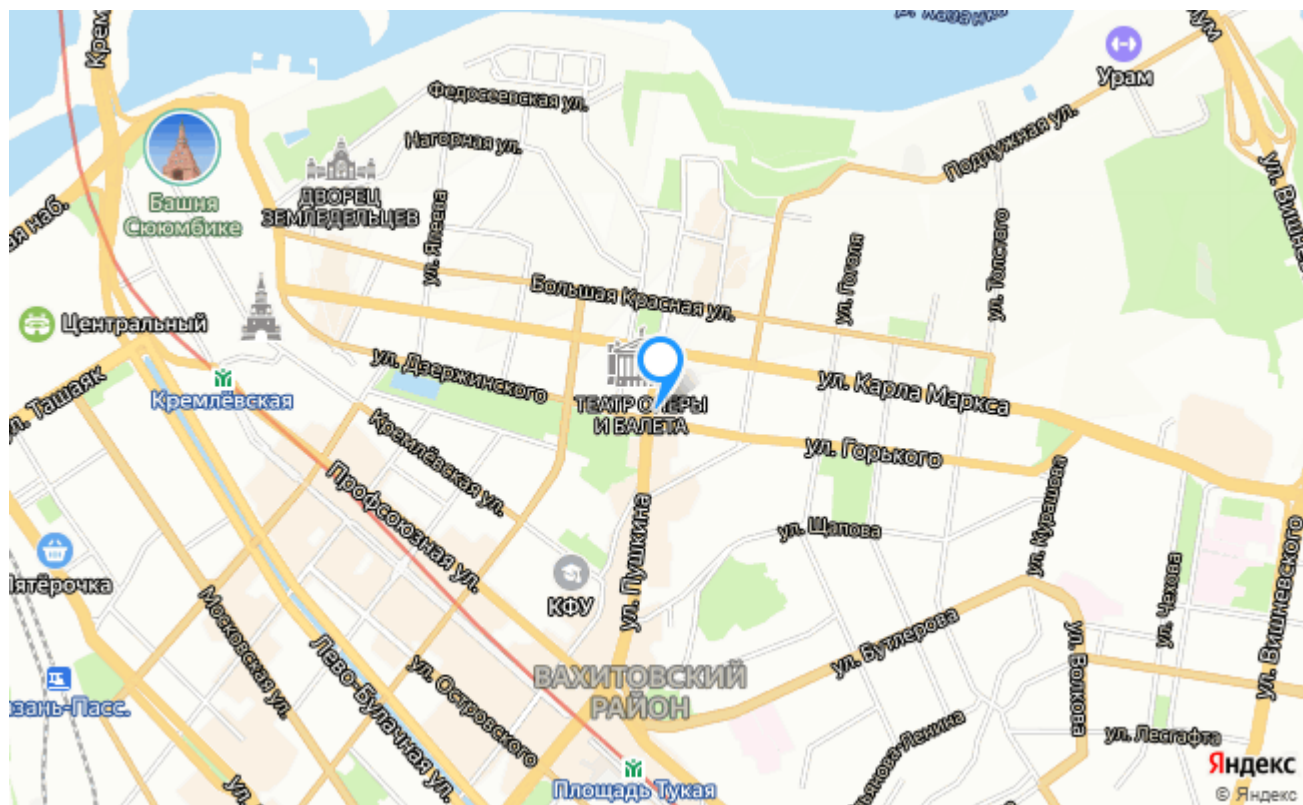 р. Казанка
Урам
Федосеевская ул.
Нагорная ул.
Подлужная ул.
ДВОРЕЦ
ЗЕМЛЕДЕЛЬЦЕВ
Башня
Сююмбике
ул. Япеева
ул. Гоголя
ул. Толстого
Большая Красная ул.
Центральный
ул. Дзержинского
ул. Карла Маркса
Кремлёвская
ТЕАТР ОПЕРЫ
И БАЛЕТА
ул. Горького
Кремлёвская ул.
Профсоюзная ул.
ул. Пушкина
ул. Щапова
ул. Курашова
ул. Чехова
ул. Вишневского
КФУ
Московская ул.
Лево-Булачная ул.
ул. Островского
ул. Бутлерова
ул. Волкова
ВАХИТОВСКИЙ
РАЙОН
ул. Лесгафта
Площадь Тукая
Яндекс
© Яндекс